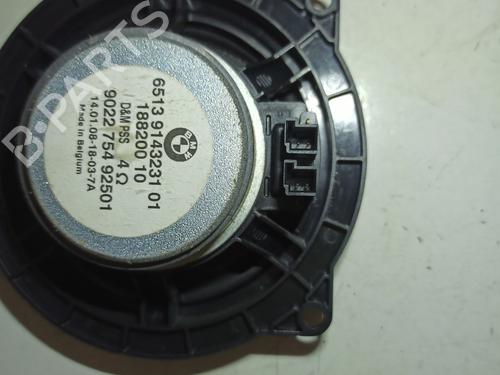 BMW
6513 9143231 01
188200 10
D&M PSS 4 Ω
9022 754 92501
14.01.08-18-03-7A
Made in Belgium
B-PARTS